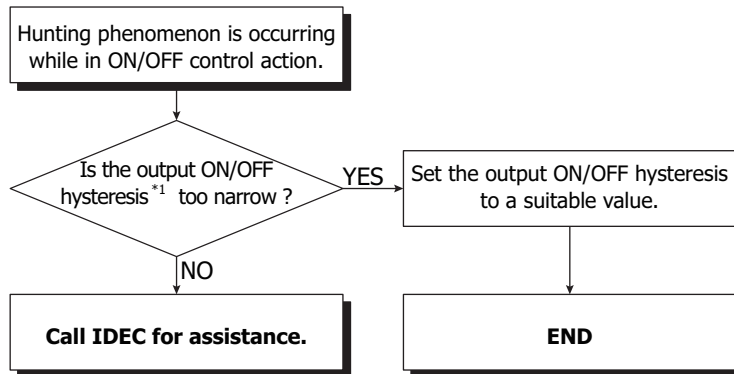 Hunting phenomenon is occurring
while in ON/OFF control action.
Is the output ON/OFF
hysteresis*1 too narrow ?
YES
Set the output ON/OFF hysteresis
to a suitable value.
NO
Call IDEC for assistance.
END